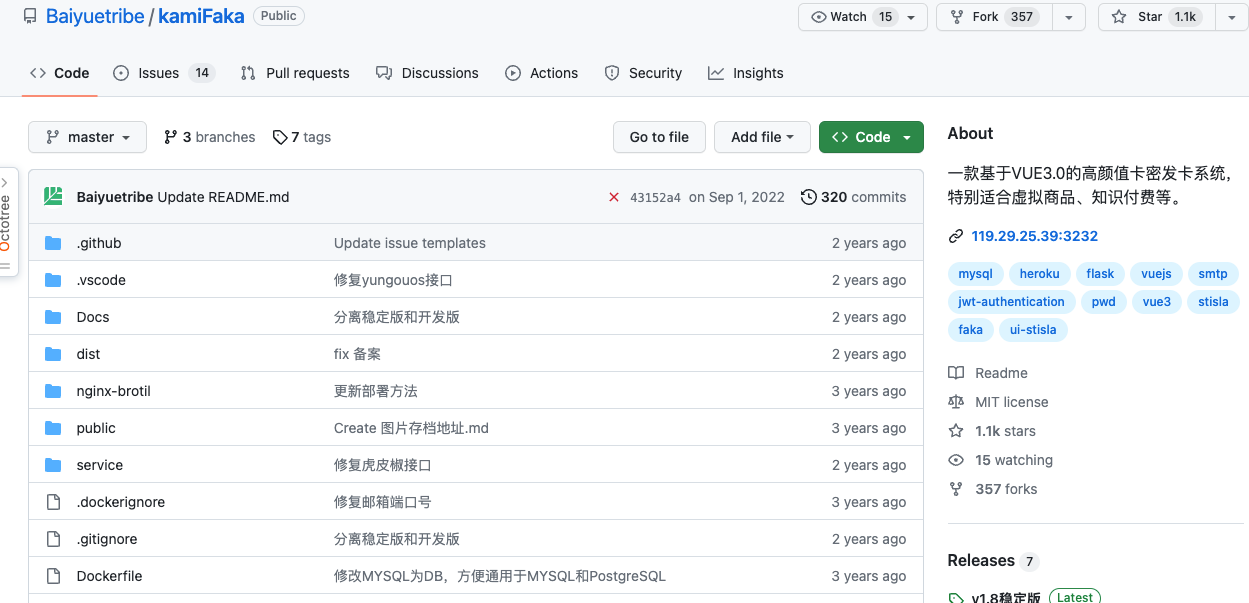 Baiyuetribe / kamiFaka Public
Watch 15 Fork 357 Star 1.1k
Code Issues 14 Pull requests Discussions Actions Security Insights
master 3 branches 7 tags Go to file Add file Code
Octotree
Baiyuetribe Update README.md 43152a4 on Sep 1, 2022 320 commits
.github Update issue templates 2 years ago
.vscode 修复yungouos接口 2 years ago
Docs 分离稳定版和开发版 2 years ago
dist fix 备案 2 years ago
nginx-brotil 更新部署方法 3 years ago
public Create 图片存档地址.md 3 years ago
service 修复虎皮椒接口 2 years ago
.dockerignore 修复邮箱端口号 3 years ago
.gitignore 分离稳定版和开发版 2 years ago
Dockerfile 修改MYSQL为DB，方便通用于MYSQL和PostgreSQL 3 years ago
About
一款基于VUE3.0的高颜值卡密发卡系统，
特别适合虚拟商品、知识付费等。
119.29.25.39:3232
mysql heroku flask vuejs smtp
jwt-authentication pwd vue3 stisla
faka ui-stisla
Readme
MIT license
1.1k stars
15 watching
357 forks
Releases 7
v1.8稳定版 Latest